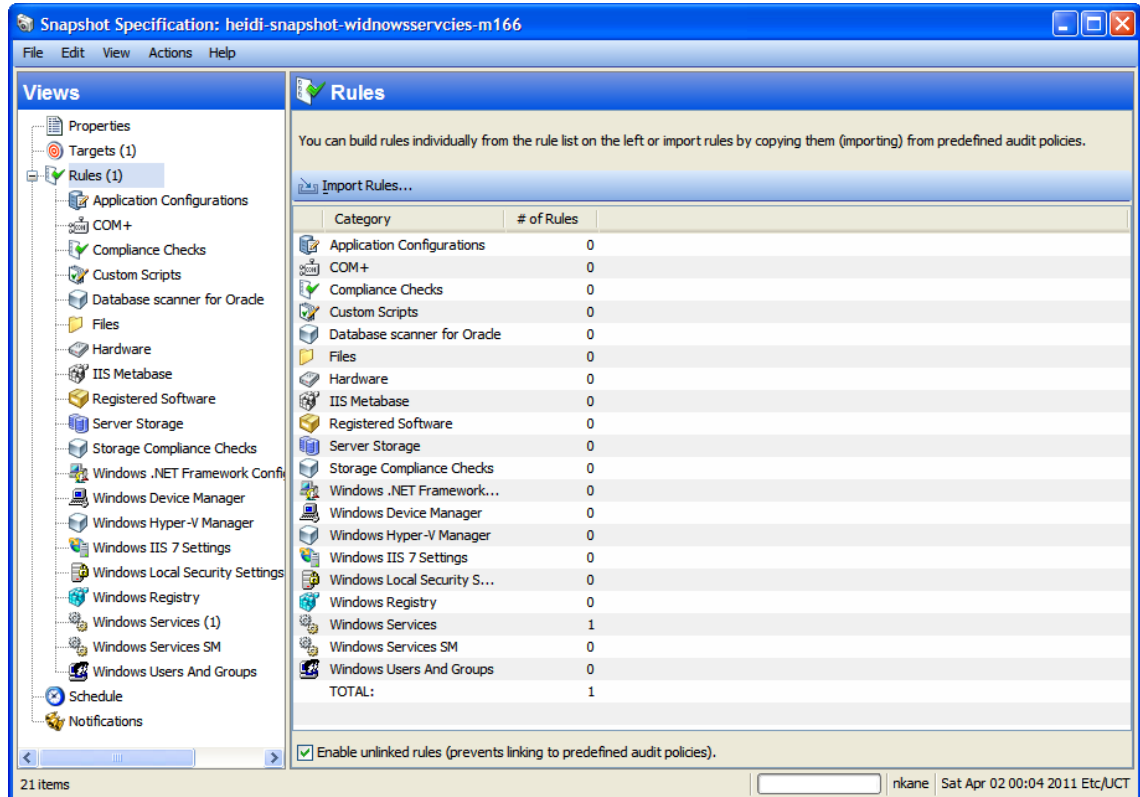 Snapshot Specification: heidi-snapshot-widnowsservcies-m166
File Edit View Actions Help
Views
Properties
Targets (1)
Rules (1)
Application Configurations
COM+
Compliance Checks
Custom Scripts
Database scanner for Oracle
Files
Hardware
IIS Metabase
Registered Software
Server Storage
Storage Compliance Checks
Windows .NET Framework Confi
Windows Device Manager
Windows Hyper-V Manager
Windows IIS 7 Settings
Windows Local Security Settings
Windows Registry
Windows Services (1)
Windows Services SM
Windows Users And Groups
Schedule
Notifications
Rules
You can build rules individually from the rule list on the left or import rules by copying them (importing) from predefined audit policies.
Import Rules...
Category # of Rules
Application Configurations 0
COM+ 0
Compliance Checks 0
Custom Scripts 0
Database scanner for Oracle 0
Files 0
Hardware 0
IIS Metabase 0
Registered Software 0
Server Storage 0
Storage Compliance Checks 0
Windows .NET Framework... 0
Windows Device Manager 0
Windows Hyper-V Manager 0
Windows IIS 7 Settings 0
Windows Local Security S... 0
Windows Registry 0
Windows Services 1
Windows Services SM 0
Windows Users And Groups 0
TOTAL: 1
Enable unlinked rules (prevents linking to predefined audit policies).
21 items nkane Sat Apr 02 00:04 2011 Etc/UCT